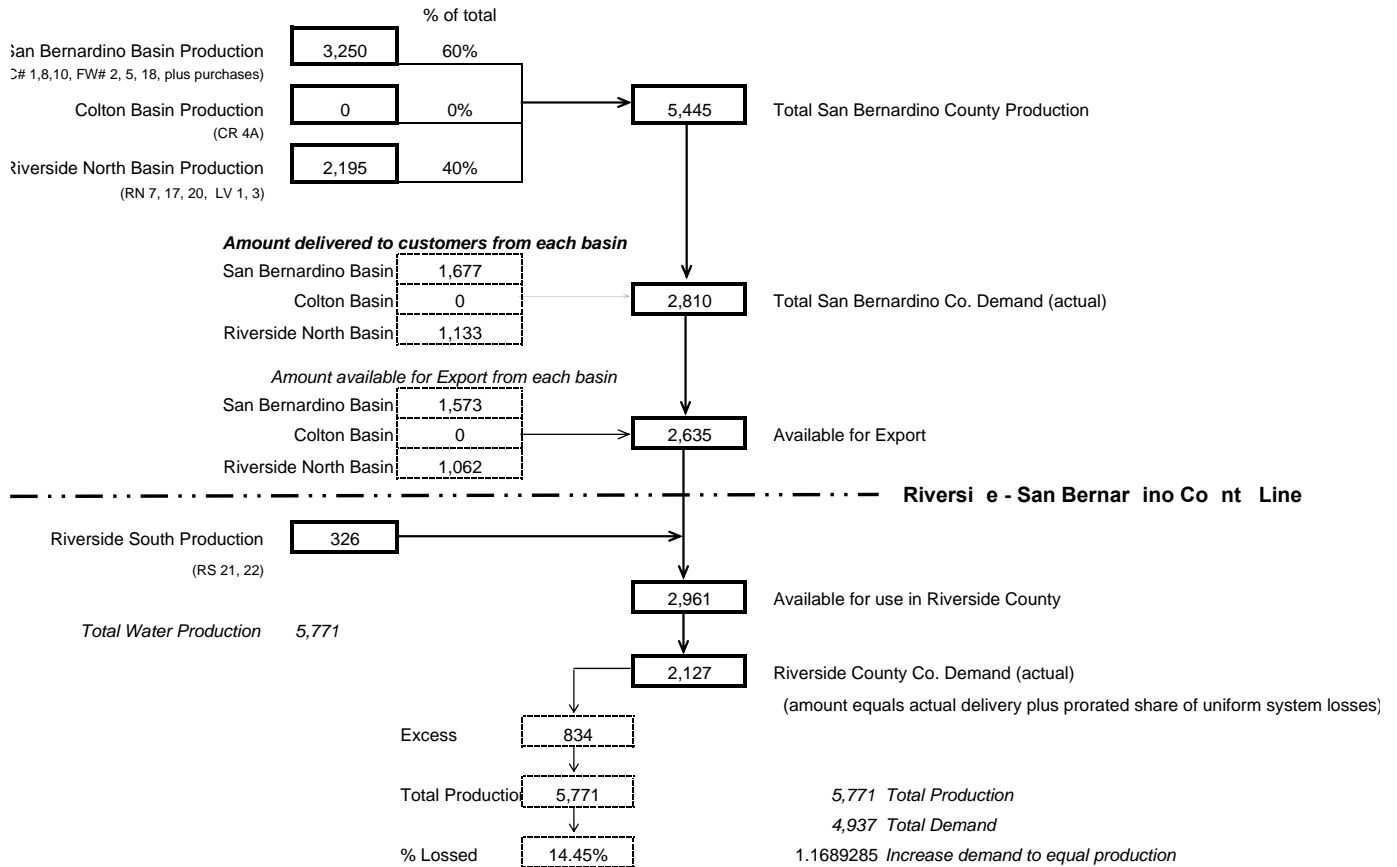 % of total
San Bernardino Basin Production 3,250 60%
C# 1,8,10, FW# 2, 5, 18, plus purchases)
Colton Basin Production 0 0% 5,445 Total San Bernardino County Production
(CR 4A)
Riverside North Basin Production 2,195 40%
(RN 7, 17, 20, LV 1, 3)
Amount delivered to customers from each basin
San Bernardino Basin 1,677
Colton Basin 0 2,810 Total San Bernardino Co. Demand (actual)
Riverside North Basin 1,133
Amount available for Export from each basin
San Bernardino Basin 1,573
Colton Basin 0 2,635 Available for Export
Riverside North Basin 1,062
Riversi e - San Bernar ino Co nt Line
Riverside South Production 326
(RS 21, 22)
2,961 Available for use in Riverside County
Total Water Production 5,771
2,127 Riverside County Co. Demand (actual)
(amount equals actual delivery plus prorated share of uniform system losses)
Excess 834
Total Production 5,771 5,771 Total Production
4,937 Total Demand
% Lossed 14.45% 1.1689285 Increase demand to equal production